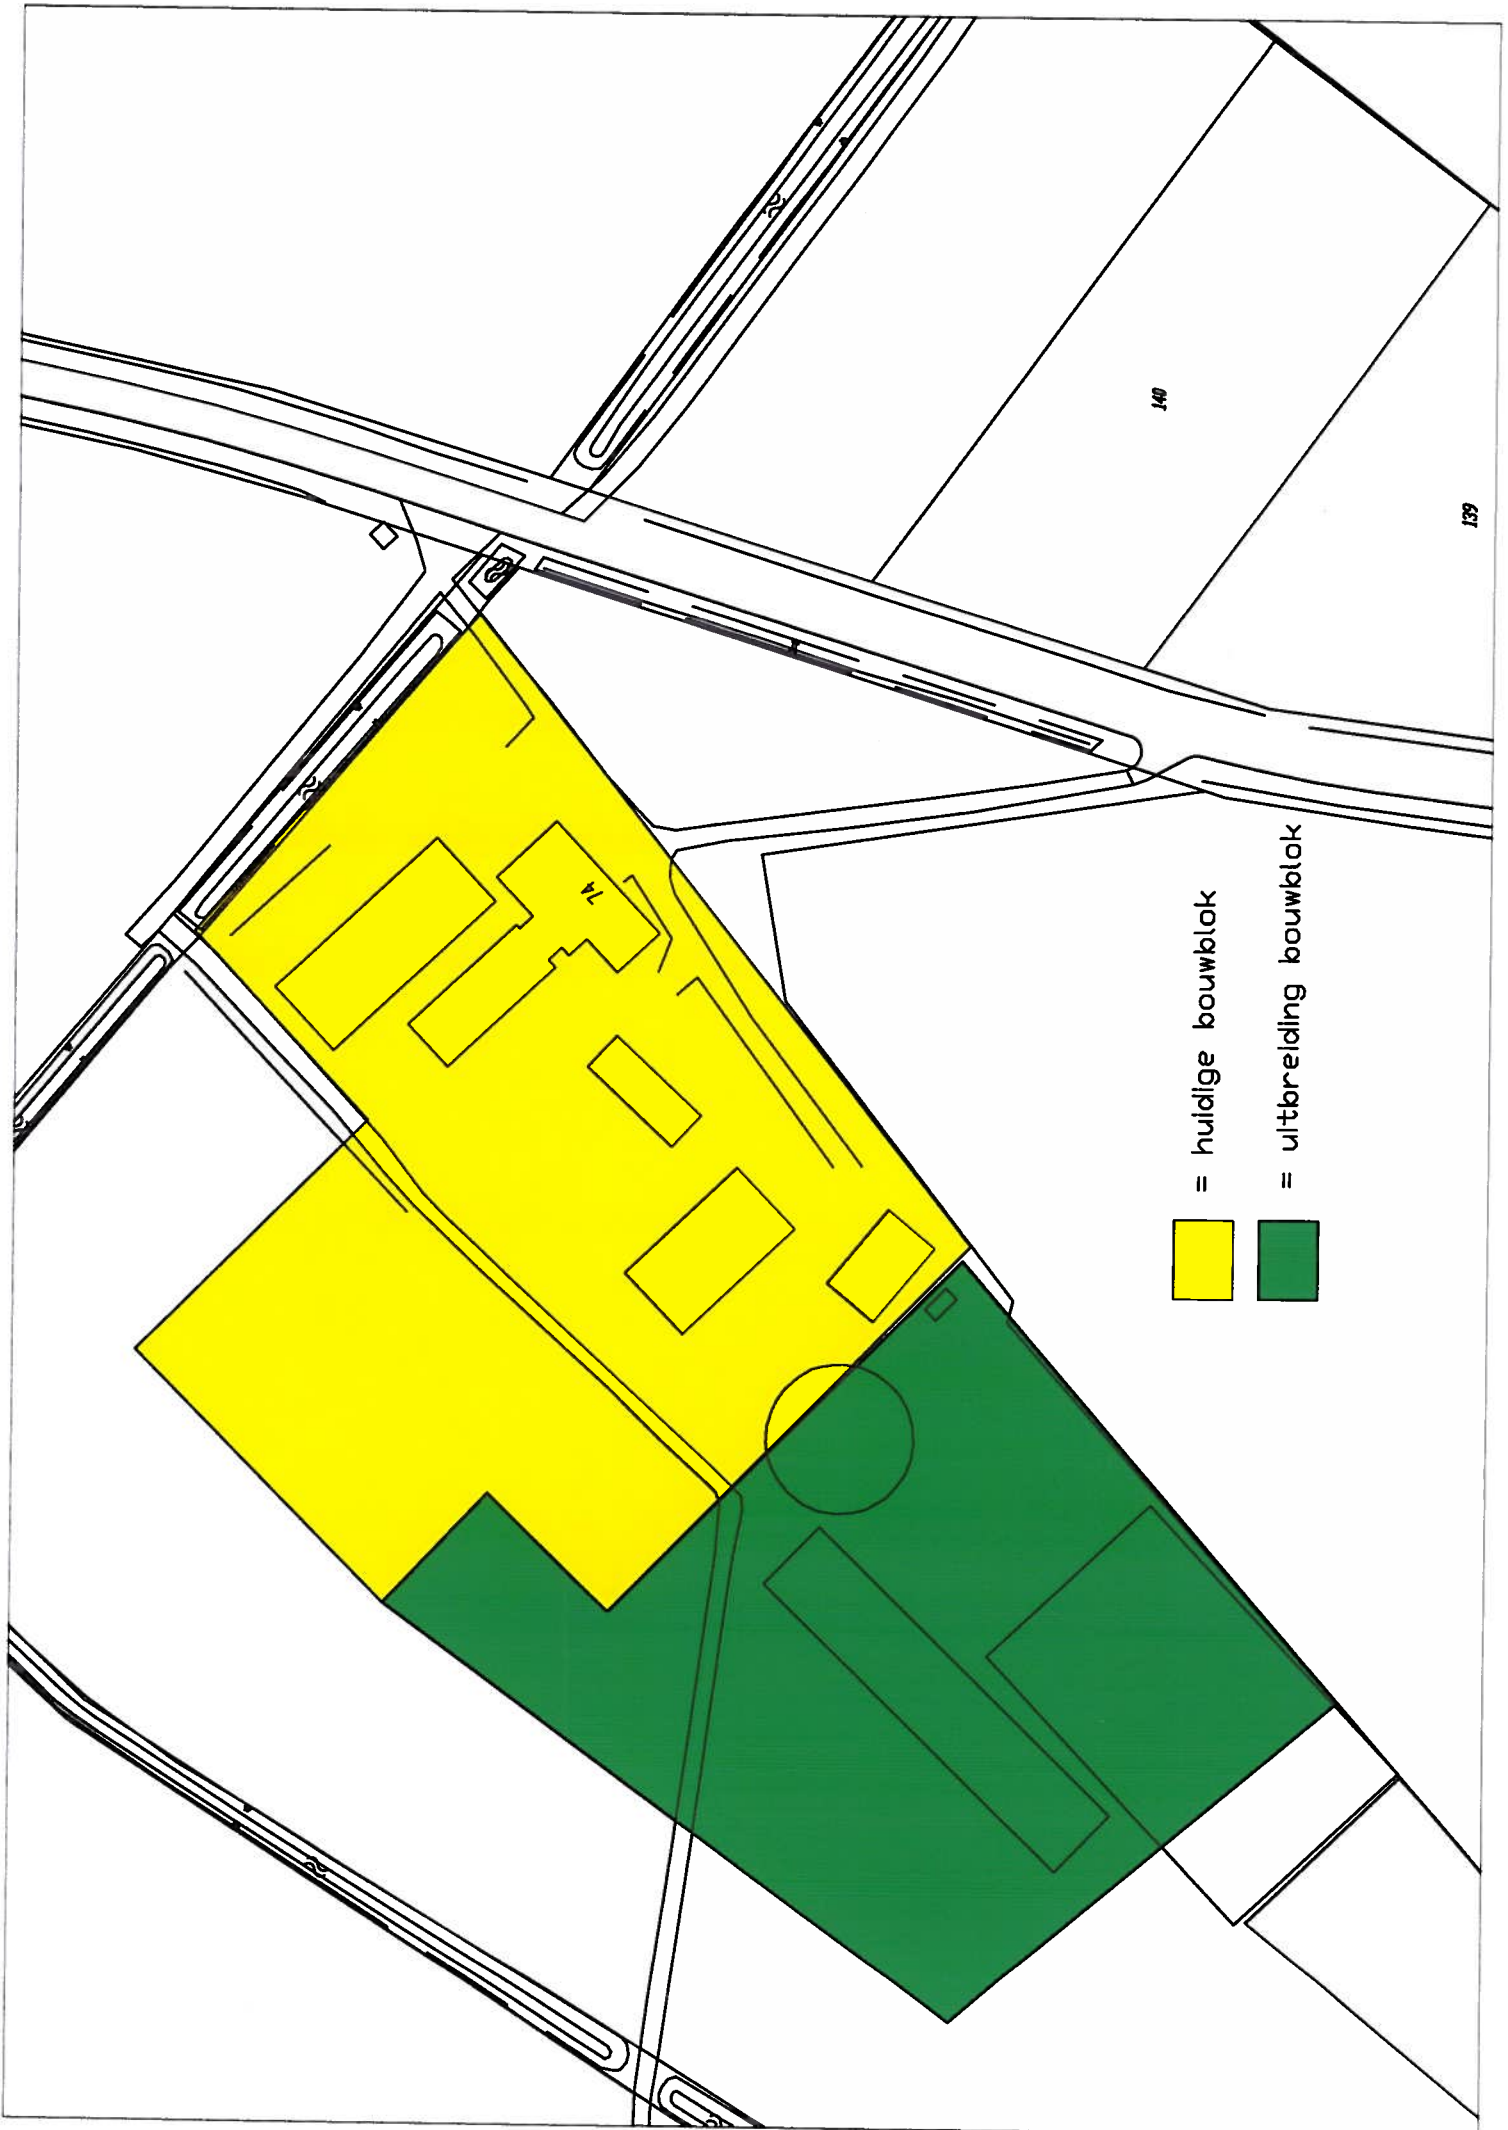 140
139
74
= huidige bouwblok
= uitbreiding bouwblok